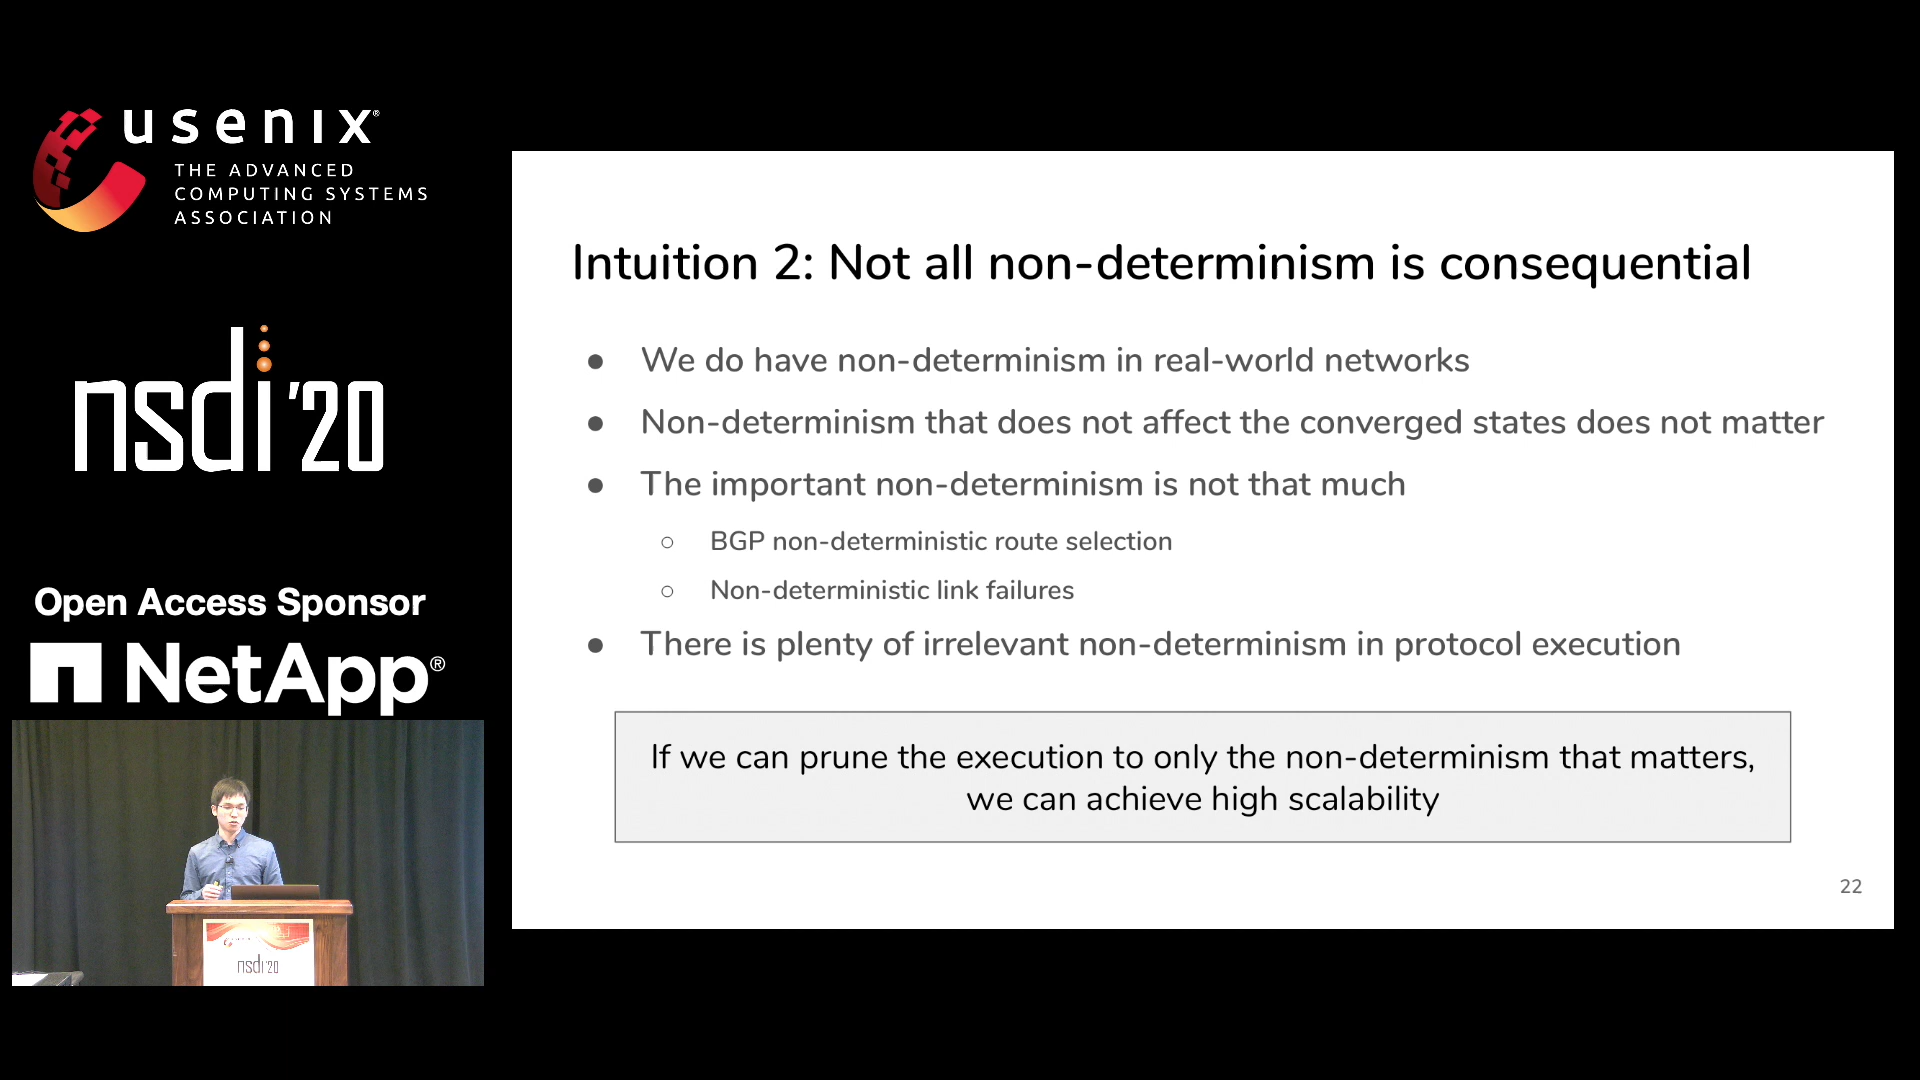 usenix®
THE ADVANCED
COMPUTING SYSTEMS
ASSOCIATION
nsdi '20
Open Access Sponsor
NetApp®
nsdi '20
Intuition 2: Not all non-determinism is consequential
● We do have non-determinism in real-world networks
● Non-determinism that does not affect the converged states does not matter
● The important non-determinism is not that much
○ BGP non-deterministic route selection
○ Non-deterministic link failures
● There is plenty of irrelevant non-determinism in protocol execution
If we can prune the execution to only the non-determinism that matters,
we can achieve high scalability
22